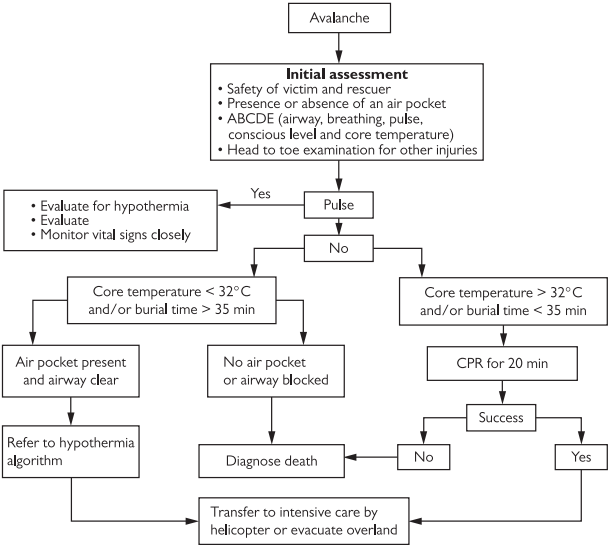 Avalanche
Initial assessment
• Safety of victim and rescuer
• Presence or absence of an air pocket
• ABCDE (airway, breathing, pulse,
conscious level and core temperature)
• Head to toe examination for other injuries
Yes
Pulse
• Evaluate for hypothermia
• Evaluate
• Monitor vital signs closely
No
Core temperature < 32°C
and/or burial time > 35 min
Core temperature > 32°C
and/or burial time < 35 min
Air pocket present
and airway clear
No air pocket
or airway blocked
CPR for 20 min
Success
Refer to hypothermia
algorithm
Diagnose death
No
Yes
Transfer to intensive care by
helicopter or evacuate overland